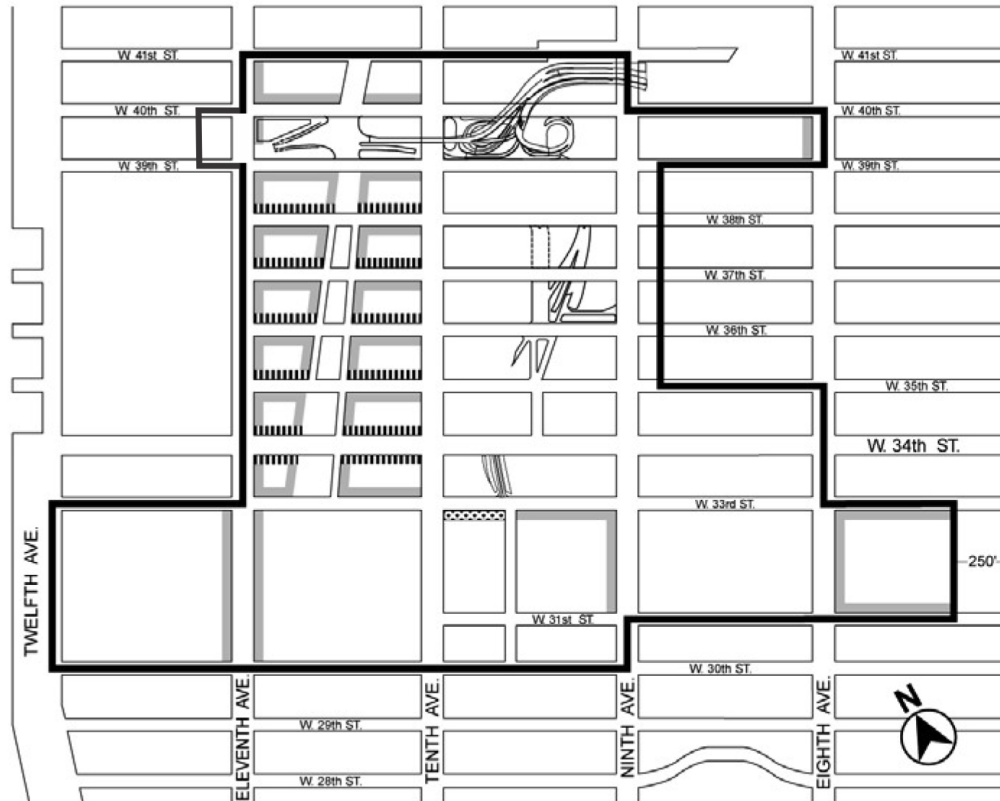 W. 41st ST.
W. 41st ST.
W. 40th ST.
W. 40th ST.
W. 39th ST.
W. 39th ST.
W. 38th ST.
W. 37th ST.
W. 36th ST.
W. 35th ST.
W. 34th ST.
W. 33rd ST.
250'
TWELFTH AVE.
W. 31st ST.
W. 30th ST.
ELEVENTH AVE.
TENTH AVE.
NINTH AVE.
EIGHTH AVE.
N
W. 29th ST.
W. 28th ST.